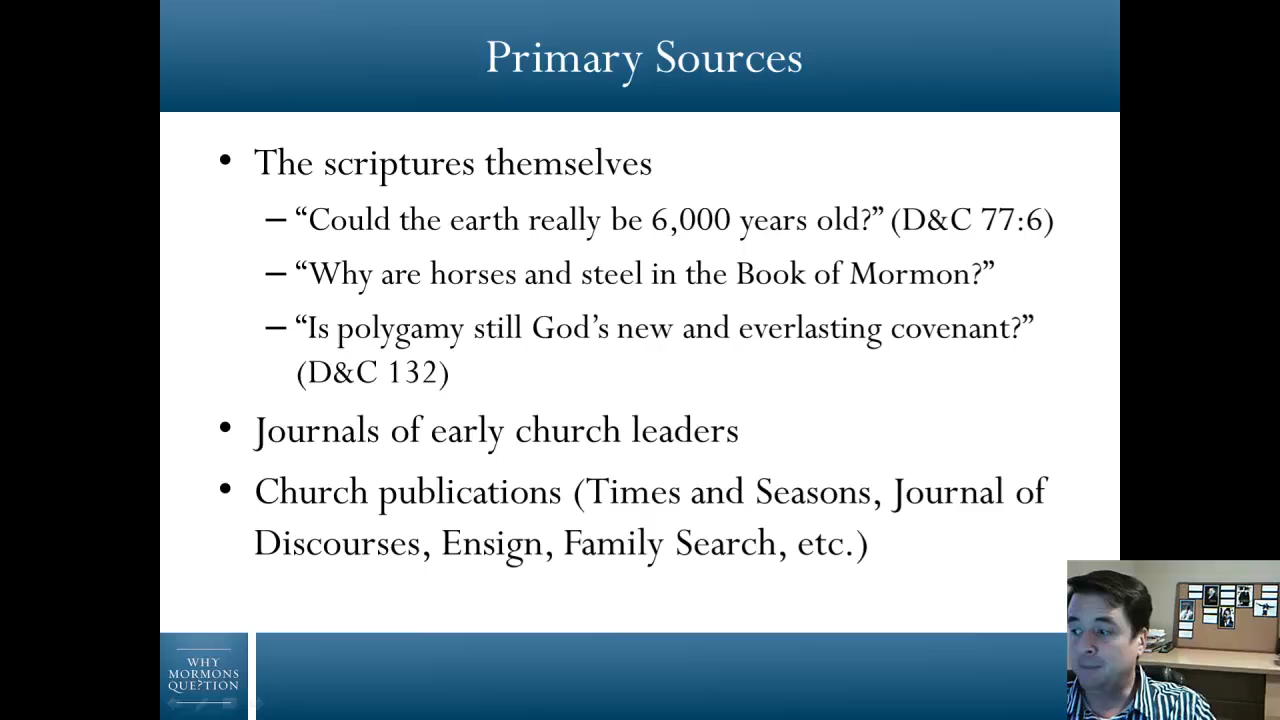 Primary Sources
• The scriptures themselves
– “Could the earth really be 6,000 years old?” (D&C 77:6)
– “Why are horses and steel in the Book of Mormon?”
– “Is polygamy still God’s new and everlasting covenant?”
(D&C 132)
• Journals of early church leaders
• Church publications (Times and Seasons, Journal of
Discourses, Ensign, Family Search, etc.)
WHY
MORMONS
QUE?TION